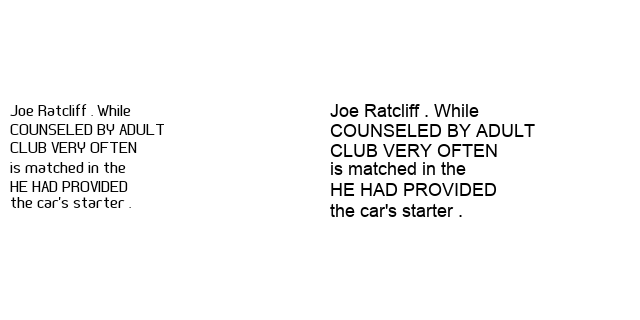 Joe Ratcliff . While
COUNSELED BY ADULT
CLUB VERY OFTEN
is matched in the
HE HAD PROVIDED
the car's starter .
Joe Ratcliff . While
COUNSELED BY ADULT
CLUB VERY OFTEN
is matched in the
HE HAD PROVIDED
the car's starter .